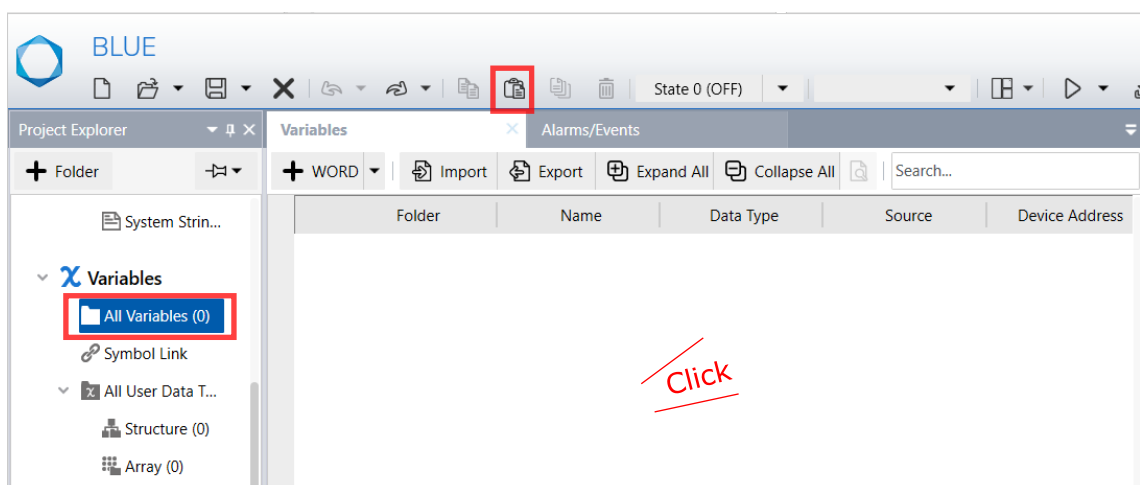 BLUE
State 0 (OFF)
Project Explorer
Variables
Alarms/Events
Folder
WORD
Import
Export
Expand All
Collapse All
Search...
Folder Name Data Type Source Device Address
System Strin...
Variables
All Variables (0)
Symbol Link
All User Data T...
Structure (0)
Array (0)
Click